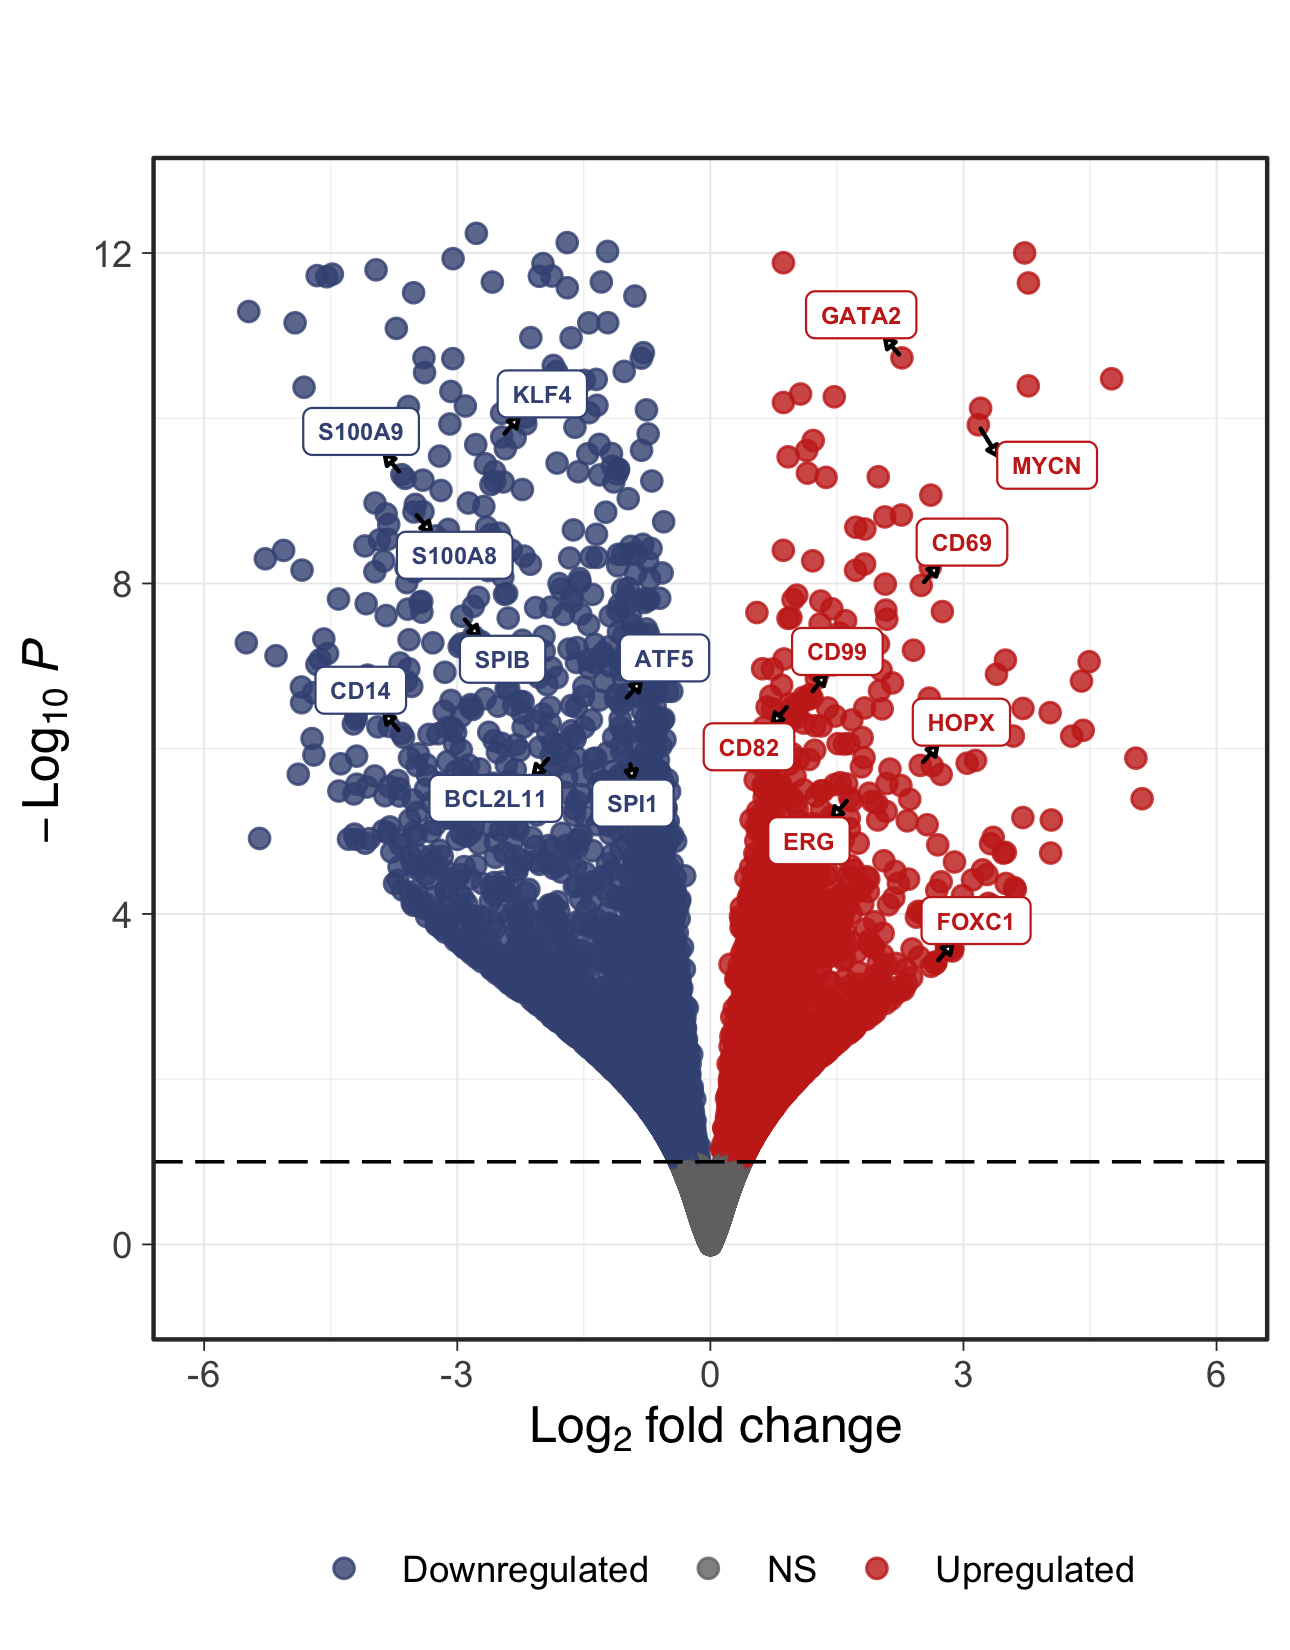 12
8
4
0
−Log10 P
GATA2
KLF4
S100A9
MYCN
CD69
S100A8
CD99
SPIB
ATF5
CD14
HOPX
CD82
BCL2L11
SPI1
ERG
FOXC1
-6 -3 0 3 6
Log2 fold change
Downregulated NS Upregulated